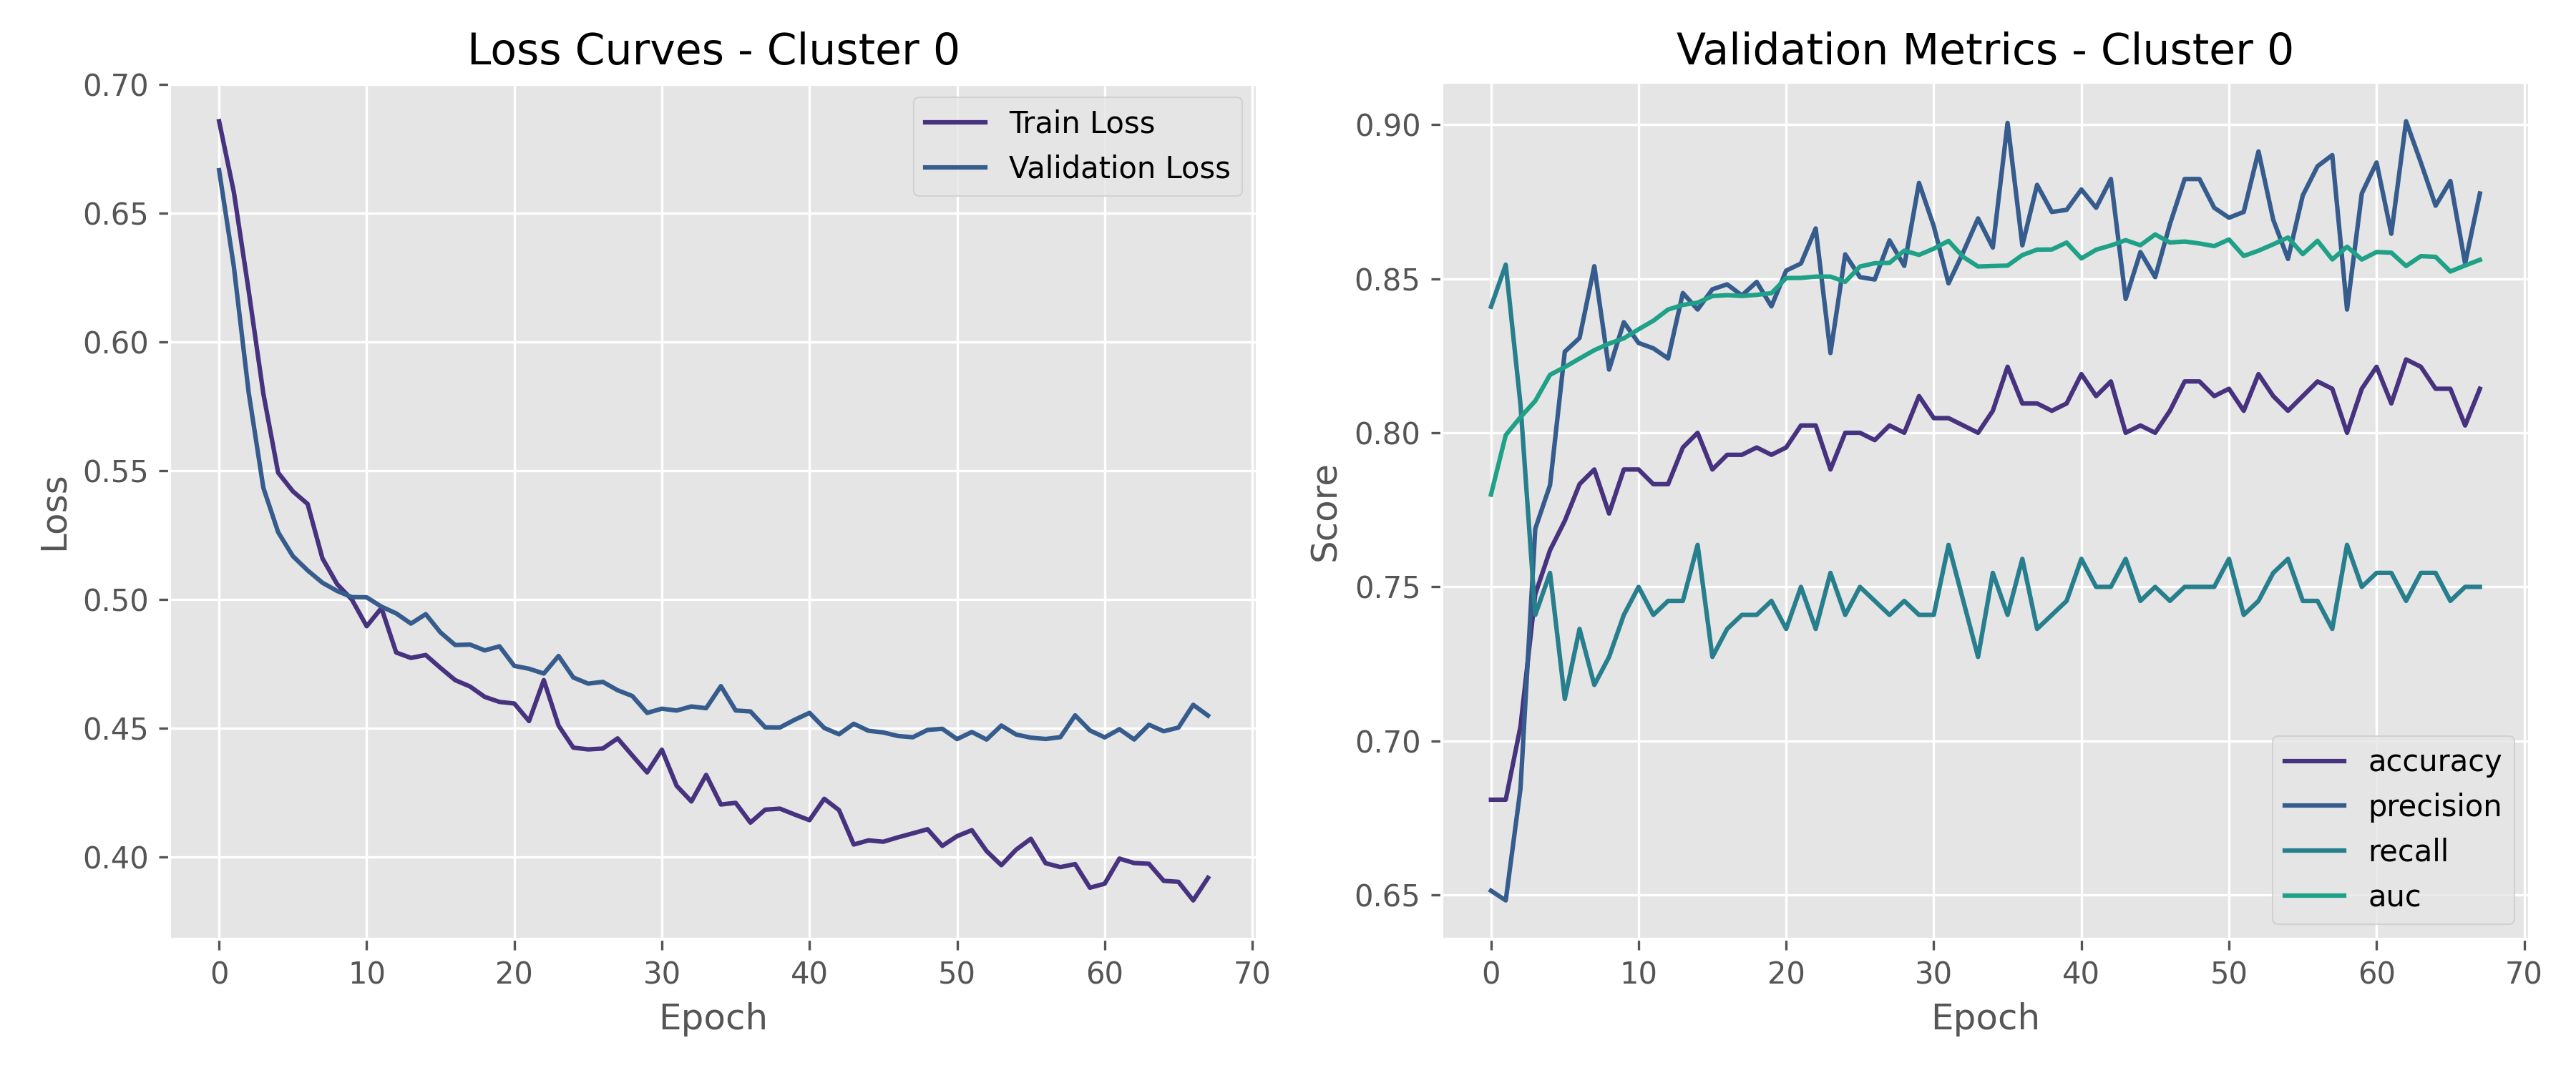 Loss Curves - Cluster 0
0.70
0.65
0.60
0.55
0.50
0.45
0.40
Loss
Train Loss
Validation Loss
0 10 20 30 40 50 60 70
Epoch
Validation Metrics - Cluster 0
0.90
0.85
0.80
0.75
0.70
0.65
Score
accuracy
precision
recall
auc
0 10 20 30 40 50 60 70
Epoch